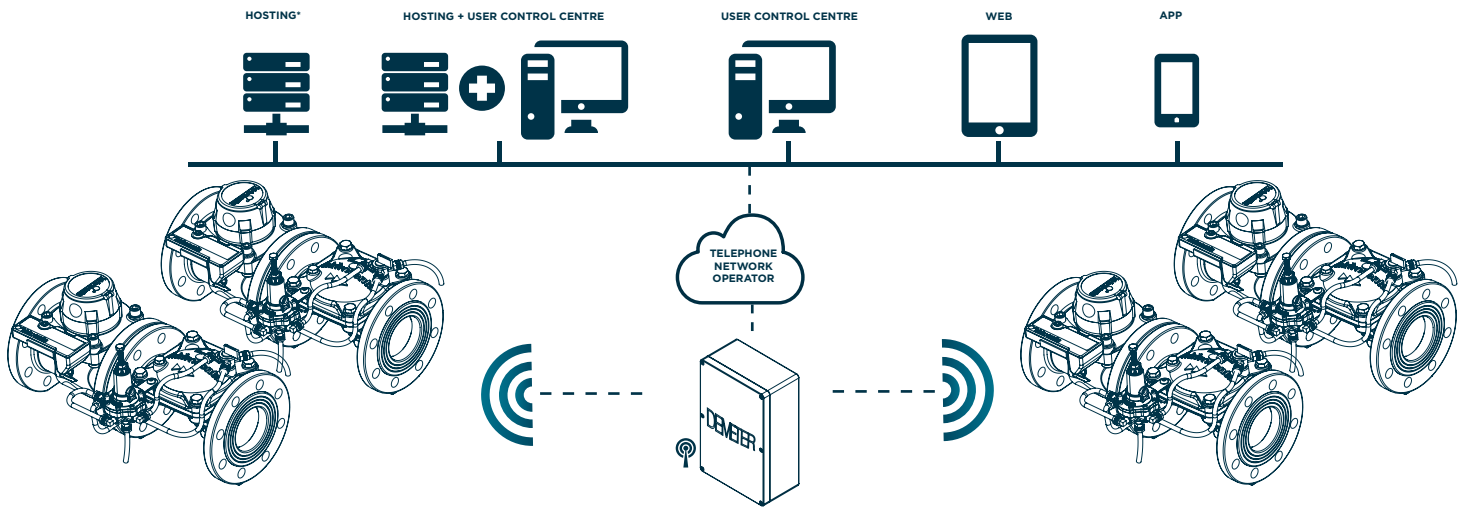 HOSTING*
HOSTING + USER CONTROL CENTRE
USER CONTROL CENTRE
WEB
APP
TELEPHONE
NETWORK
OPERATOR
DEMETER